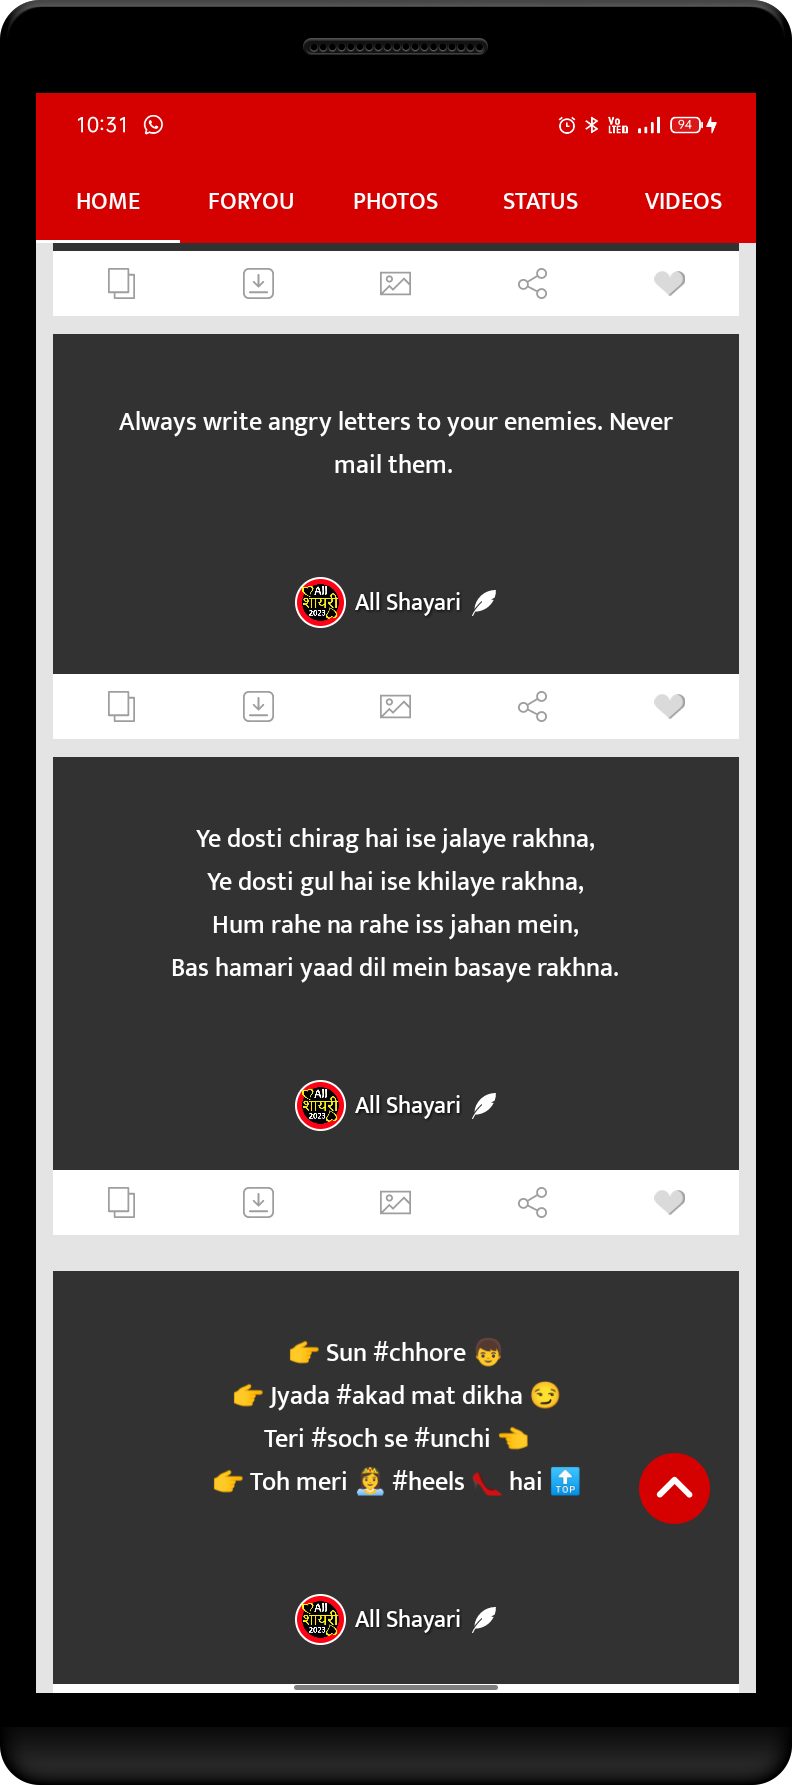 10:31 Vo LTE 94
HOME FORYOU PHOTOS STATUS VIDEOS
Always write angry letters to your enemies. Never
mail them.
All
शायरी
2023
All Shayari
Ye dosti chirag hai ise jalaye rakhna,
Ye dosti gul hai ise khilaye rakhna,
Hum rahe na rahe iss jahan mein,
Bas hamari yaad dil mein basaye rakhna.
All
शायरी
2023
All Shayari
👉 Sun #chhore 👦
👉 Jyada #akad mat dikha 😏
Teri #soch se #unchi 👈
👉 Toh meri 👸 #heels 👠 hai 🔝
All
शायरी
2023
All Shayari